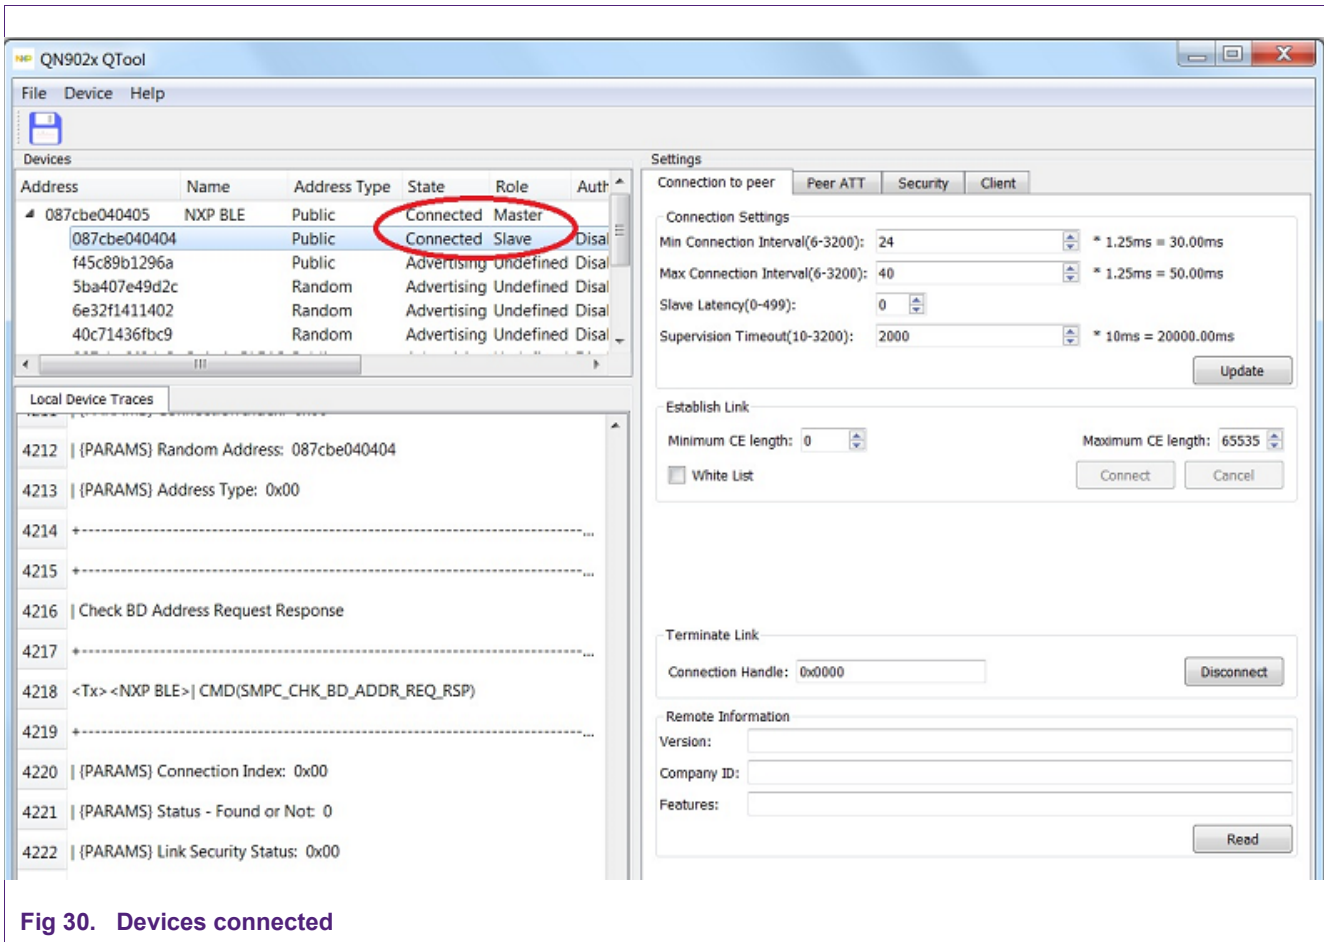 NXP QN902x QTool
File Device Help
Devices
Address Name Address Type State Role Auth
087cbe040405 NXP BLE Public Connected Master
087cbe040404 Public Connected Slave Disal
f45c89b1296a Public Advertising Undefined Disal
5ba407e49d2c Random Advertising Undefined Disal
6e32f1411402 Random Advertising Undefined Disal
40c71436fbc9 Random Advertising Undefined Disal
Local Device Traces
4212 | {PARAMS} Random Address: 087cbe040404
4213 | {PARAMS} Address Type: 0x00
4214 +------------------------------------------------------------------------------...
4215 +------------------------------------------------------------------------------...
4216 | Check BD Address Request Response
4217 +------------------------------------------------------------------------------...
4218 <Tx> <NXP BLE>| CMD(SMPC_CHK_BD_ADDR_REQ_RSP)
4219 +------------------------------------------------------------------------------...
4220 | {PARAMS} Connection Index: 0x00
4221 | {PARAMS} Status - Found or Not: 0
4222 | {PARAMS} Link Security Status: 0x00
Settings
Connection to peer Peer ATT Security Client
Connection Settings
Min Connection Interval(6-3200): 24 * 1.25ms = 30.00ms
Max Connection Interval(6-3200): 40 * 1.25ms = 50.00ms
Slave Latency(0-499): 0
Supervision Timeout(10-3200): 2000 * 10ms = 20000.00ms
Update
Establish Link
Minimum CE length: 0 Maximum CE length: 65535
White List Connect Cancel
Terminate Link
Connection Handle: 0x0000 Disconnect
Remote Information
Version:
Company ID:
Features:
Read
Fig 30. Devices connected